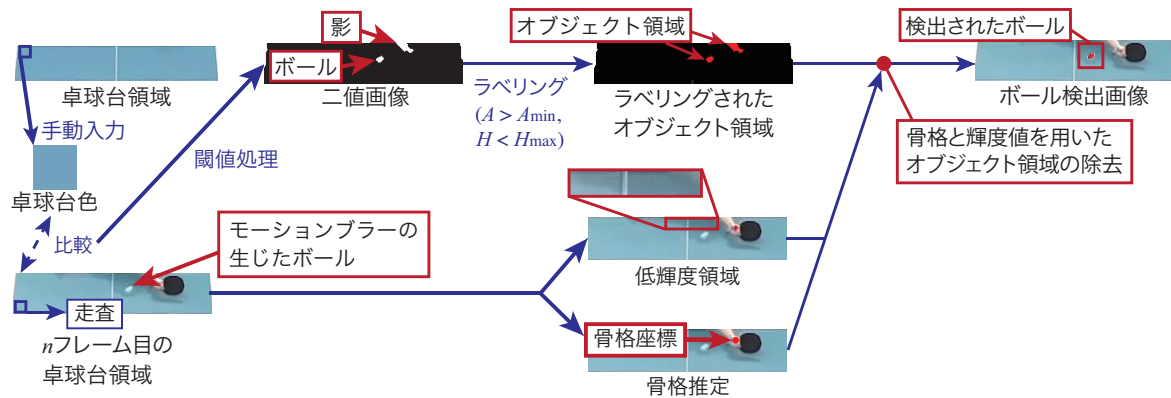 影
ボール
二値画像
卓球台領域
手動入力
卓球台色
比較
閾値処理
モーションブラーの
生じたボール
走査
nフレーム目の
卓球台領域
ラベリング
(A > Amin,
H < Hmax)
オブジェクト領域
ラベリングされた
オブジェクト領域
低輝度領域
骨格座標
骨格推定
検出されたボール
ボール検出画像
骨格と輝度値を用いた
オブジェクト領域の除去